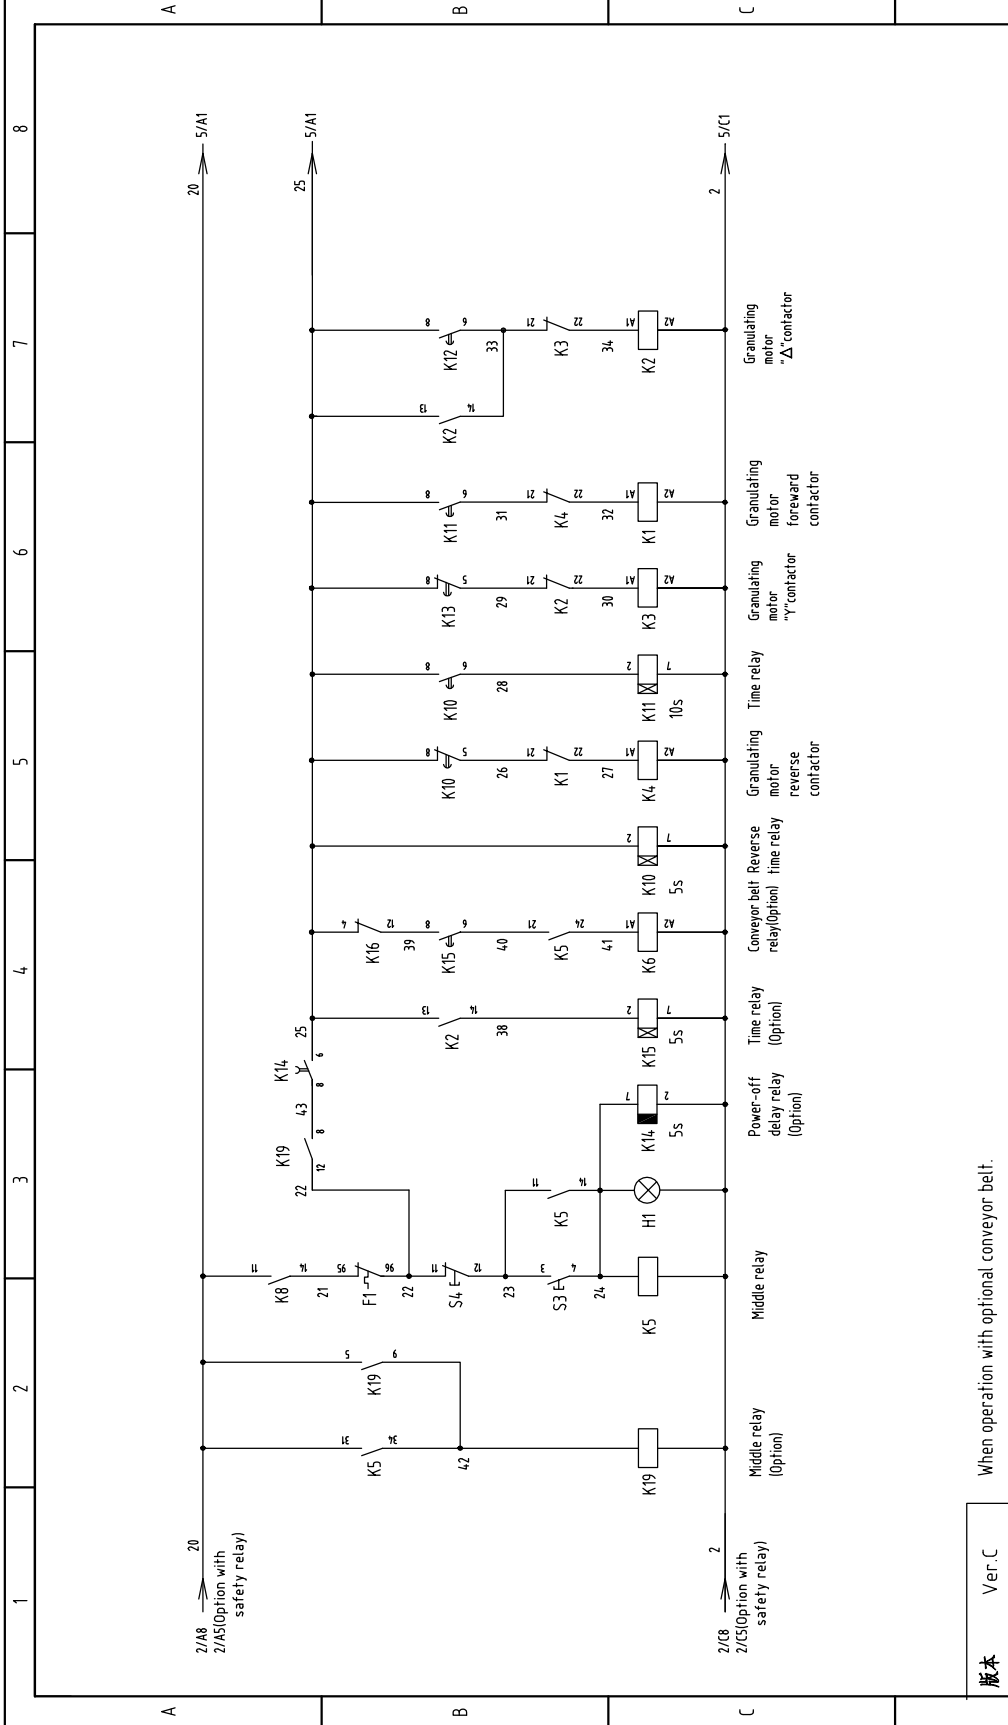 1
2
3
4
5
6
7
8
A
A
B
B
C
C
20
20
5/A1
2/A8
2/A5(Option with
safety relay)
25
25
5/A1
K19
22
12
8
43
K14
8
6
K5
31
34
K19
5
9
42
K19
Middle relay
(Option)
K8
11
14
21
F1
95
96
22
S4
11
12
23
S3
3
4
24
K5
Middle relay
K5
11
14
H1
K14
7
2
5s
Power-off
delay relay
(Option)
K2
13
14
38
K15
2
7
5s
Time relay
(Option)
K16
4
12
39
K15
8
6
40
K5
21
24
41
K6
A1
A2
Conveyor belt
relay(Option)
K10
2
7
5s
Reverse
time relay
K10
8
5
26
K1
21
22
27
K4
A1
A2
Granulating
motor
reverse
contactor
K10
8
6
28
K11
2
7
10s
Time relay
K13
8
5
29
K2
21
22
30
K3
A1
A2
Granulating
motor
"Y"contactor
K11
8
6
31
K4
21
22
32
K1
A1
A2
Granulating
motor
foreward
contactor
K2
13
14
K12
8
6
33
K3
21
22
34
K2
A1
A2
Granulating
motor
"Δ"contactor
2
2
5/C1
2/C8
2/C5(Option with
safety relay)
版本
Ver.C
When operation with optional conveyor belt.